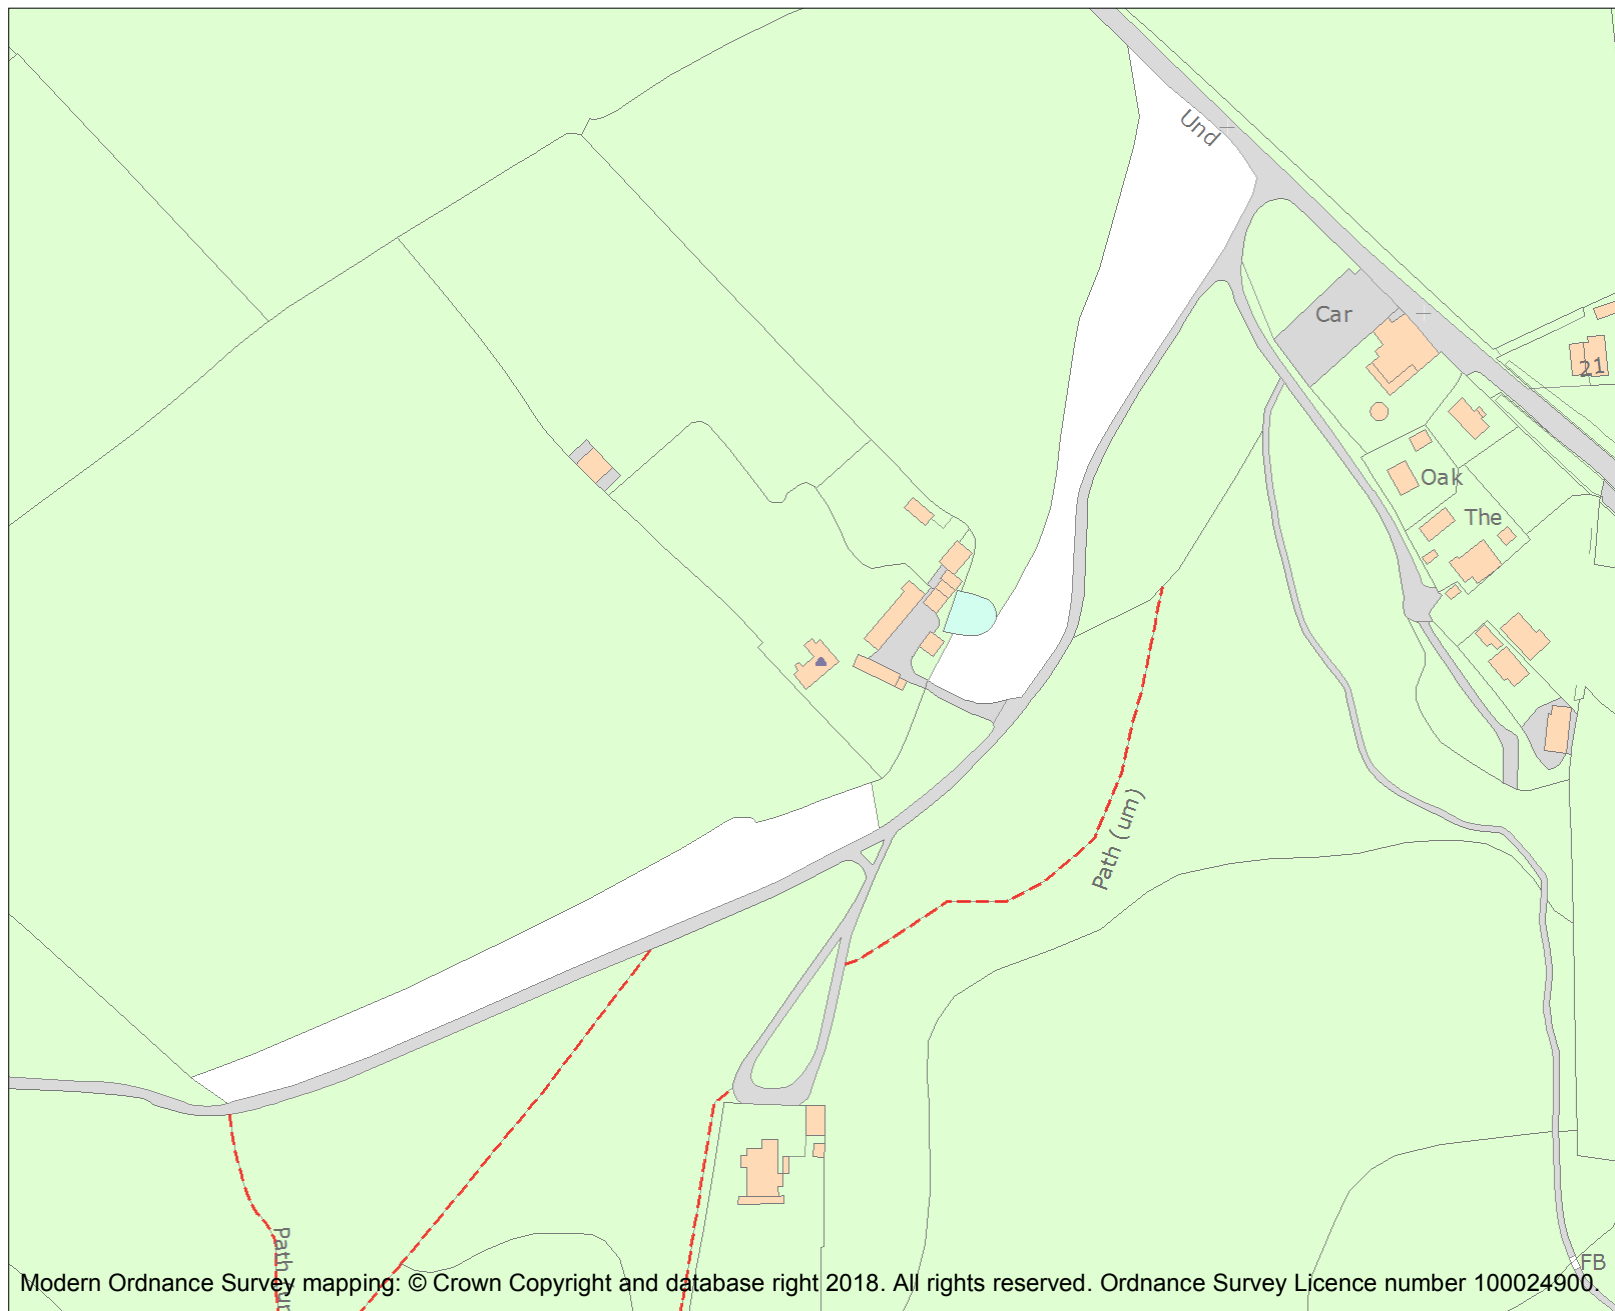 Und
Car
21
Oak
The
Path (um)
Path (ur
FB
Modern Ordnance Survey mapping: © Crown Copyright and database right 2018. All rights reserved. Ordnance Survey Licence number 100024900.